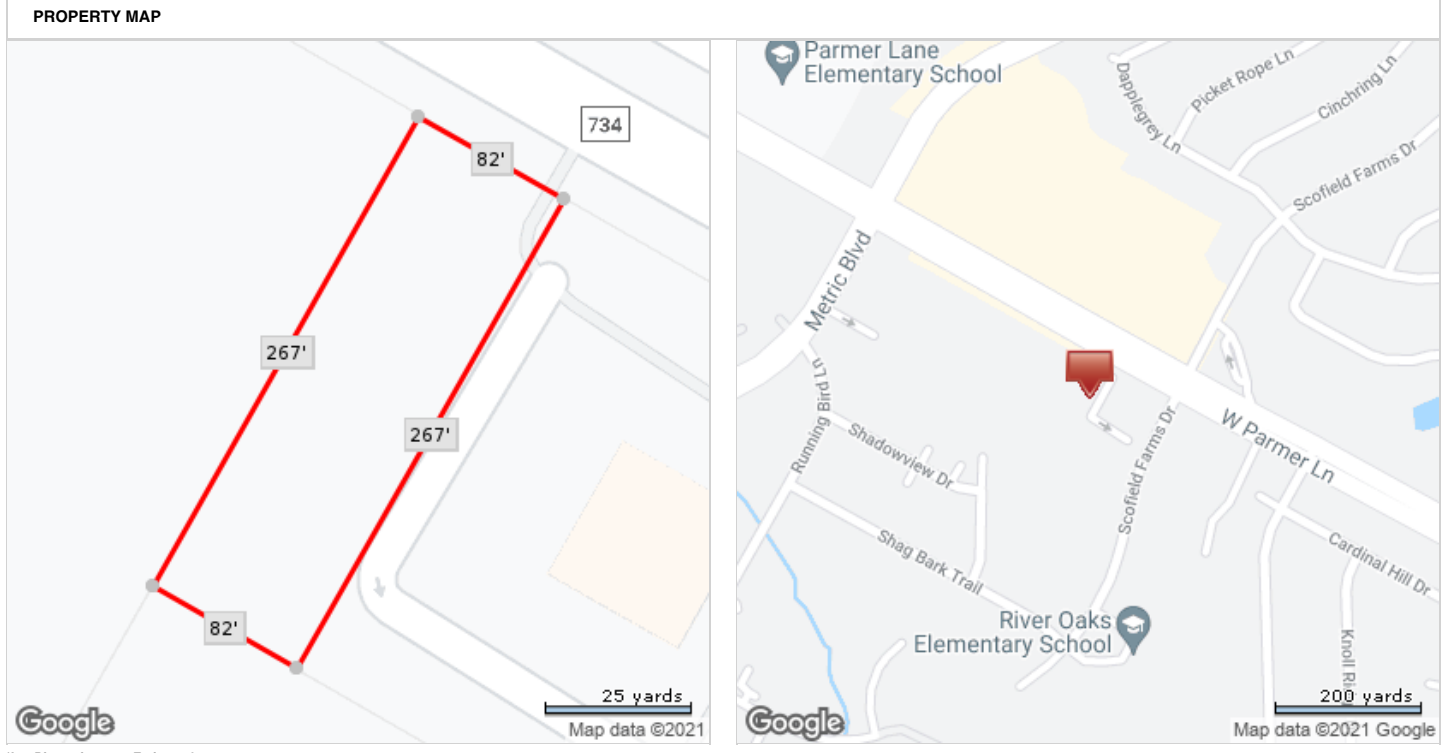 PROPERTY MAP
734
82'
267'
267'
82'
25 yards
Google
Map data ©2021
Parmer Lane
Elementary School
Dapplegrey Ln
Picket Rope Ln
Cinchring Ln
Scofield Farms Dr
Metric Blvd
Running Bird Ln
Shadowview Dr
W Parmer Ln
Scofield Farms Dr
Shag Bark Trail
Cardinal Hill Dr
River Oaks
Elementary School
Knoll
200 yards
Google
Map data ©2021 Google